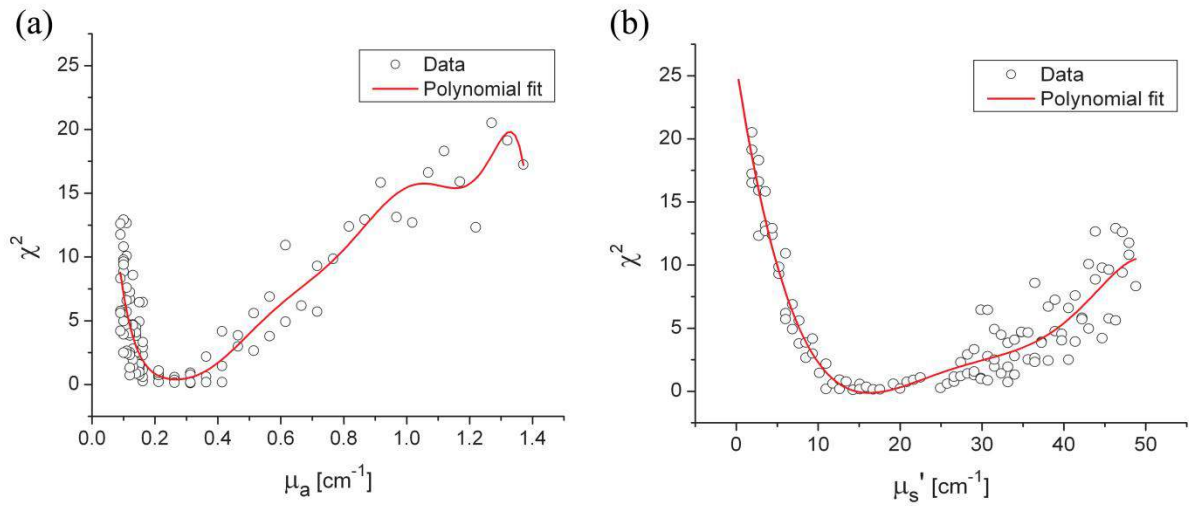 (a)
25
20
15
10
5
0
χ²
0.0 0.2 0.4 0.6 0.8 1.0 1.2 1.4
μₐ [cm⁻¹]
Data
Polynomial fit
(b)
25
20
15
10
5
0
χ²
0 10 20 30 40 50
μₛ' [cm⁻¹]
Data
Polynomial fit